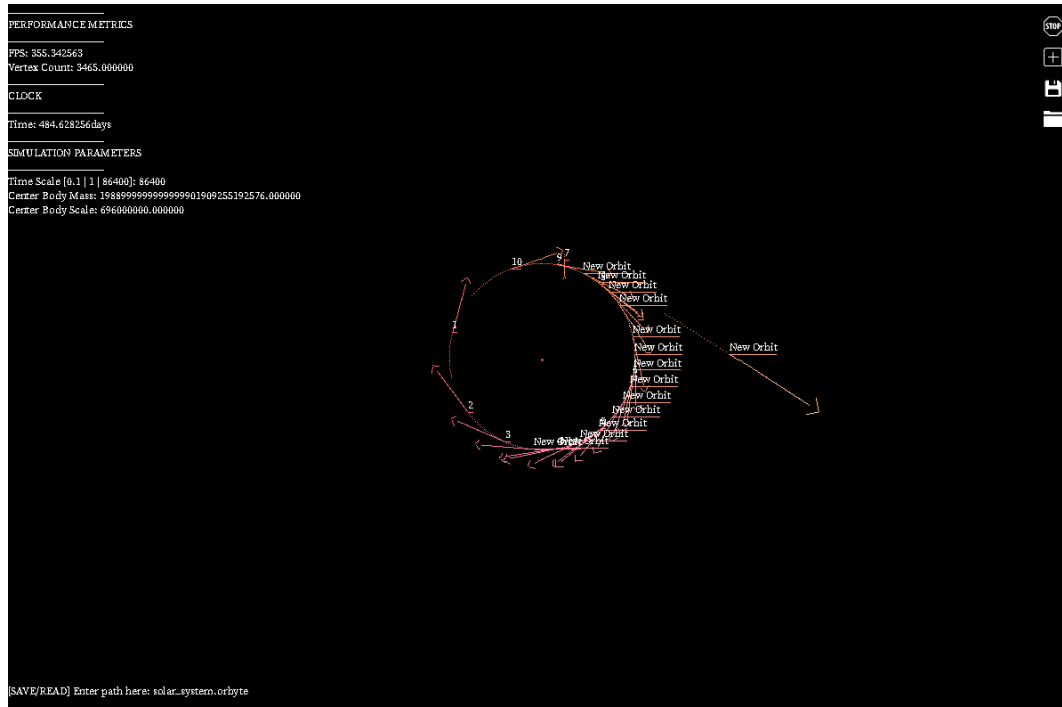 PERFORMANCE METRICS
FPS: 355.342563
Vertex Count: 3465.000000
CLOCK
Time: 484.628256days
SIMULATION PARAMETERS
Time Scale [0.1 | 1 | 86400]: 86400
Center Body Mass: 1988999999999999901909255192576.000000
Center Body Scale: 696000000.000000
STOP
7
9
10
New Orbit
New Orbit
New Orbit
New Orbit
1
New Orbit
New Orbit
New Orbit
New Orbit
New Orbit
New Orbit
2
New Orbit
New Orbit
3
New Orbit
New Orbit
Orbit
[SAVE/READ] Enter path here: solar_system.orbyte